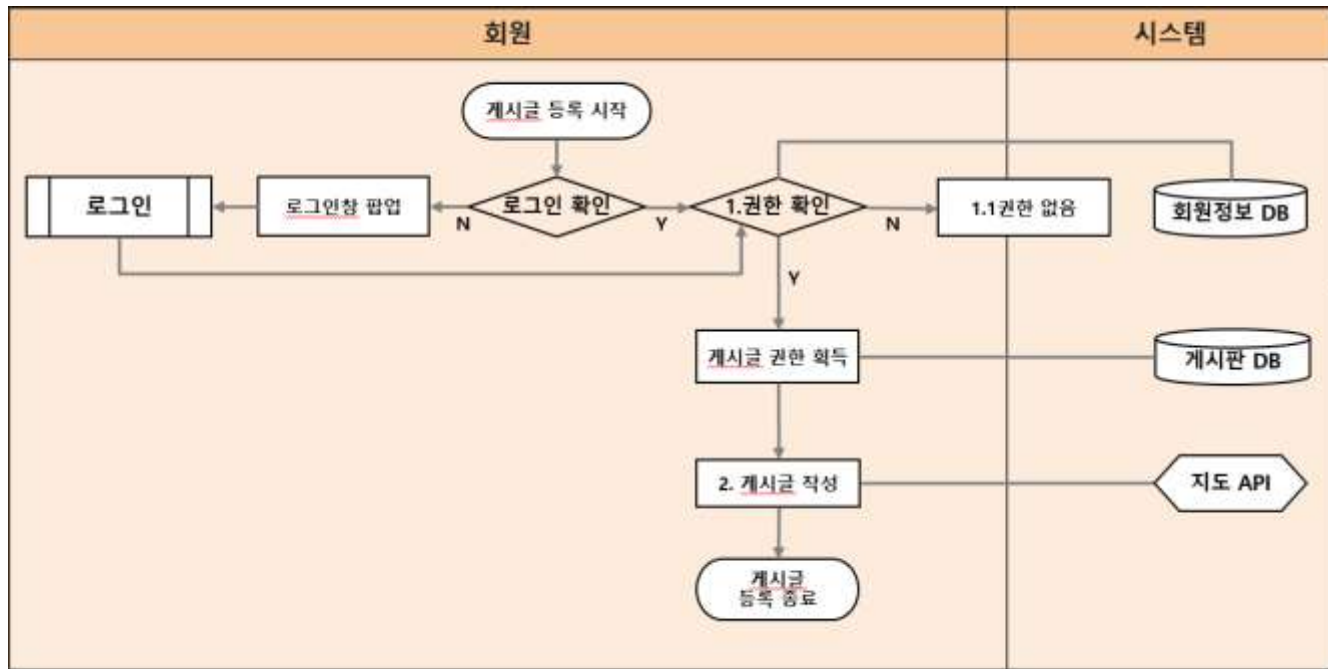 회원
시스템
게시글 등록 시작
로그인
로그인창 팝업
로그인 확인
1.권한 확인
1.1권한 없음
회원정보 DB
N
Y
N
Y
게시글 권한 획득
게시판 DB
2. 게시글 작성
지도 API
게시글
등록 종료